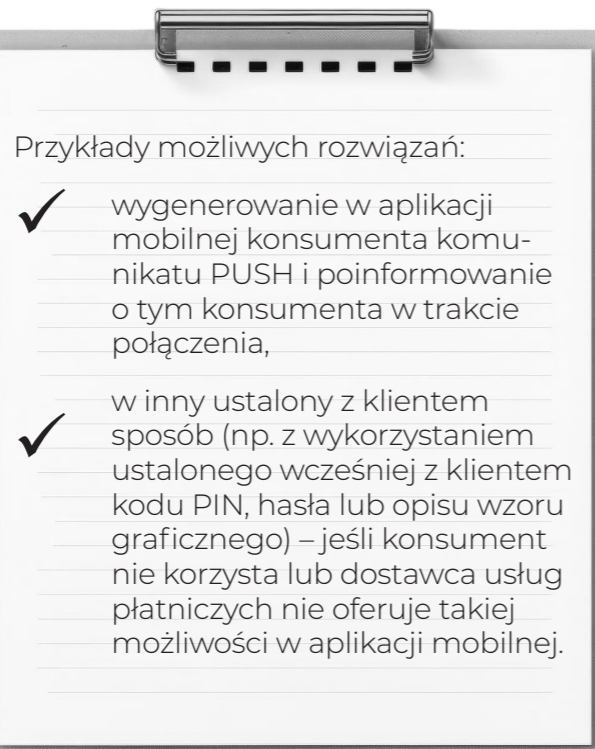 Przykłady możliwych rozwiązań:
wygenerowanie w aplikacji
mobilnej konsumenta komu-
nikatu PUSH i poinformowanie
o tym konsumenta w trakcie
połączenia,
w inny ustalony z klientem
sposób (np. z wykorzystaniem
ustalonego wcześniej z klientem
kodu PIN, hasła lub opisu wzoru
graficznego) – jeśli konsument
nie korzysta lub dostawca usług
płatniczych nie oferuje takiej
możliwości w aplikacji mobilnej.